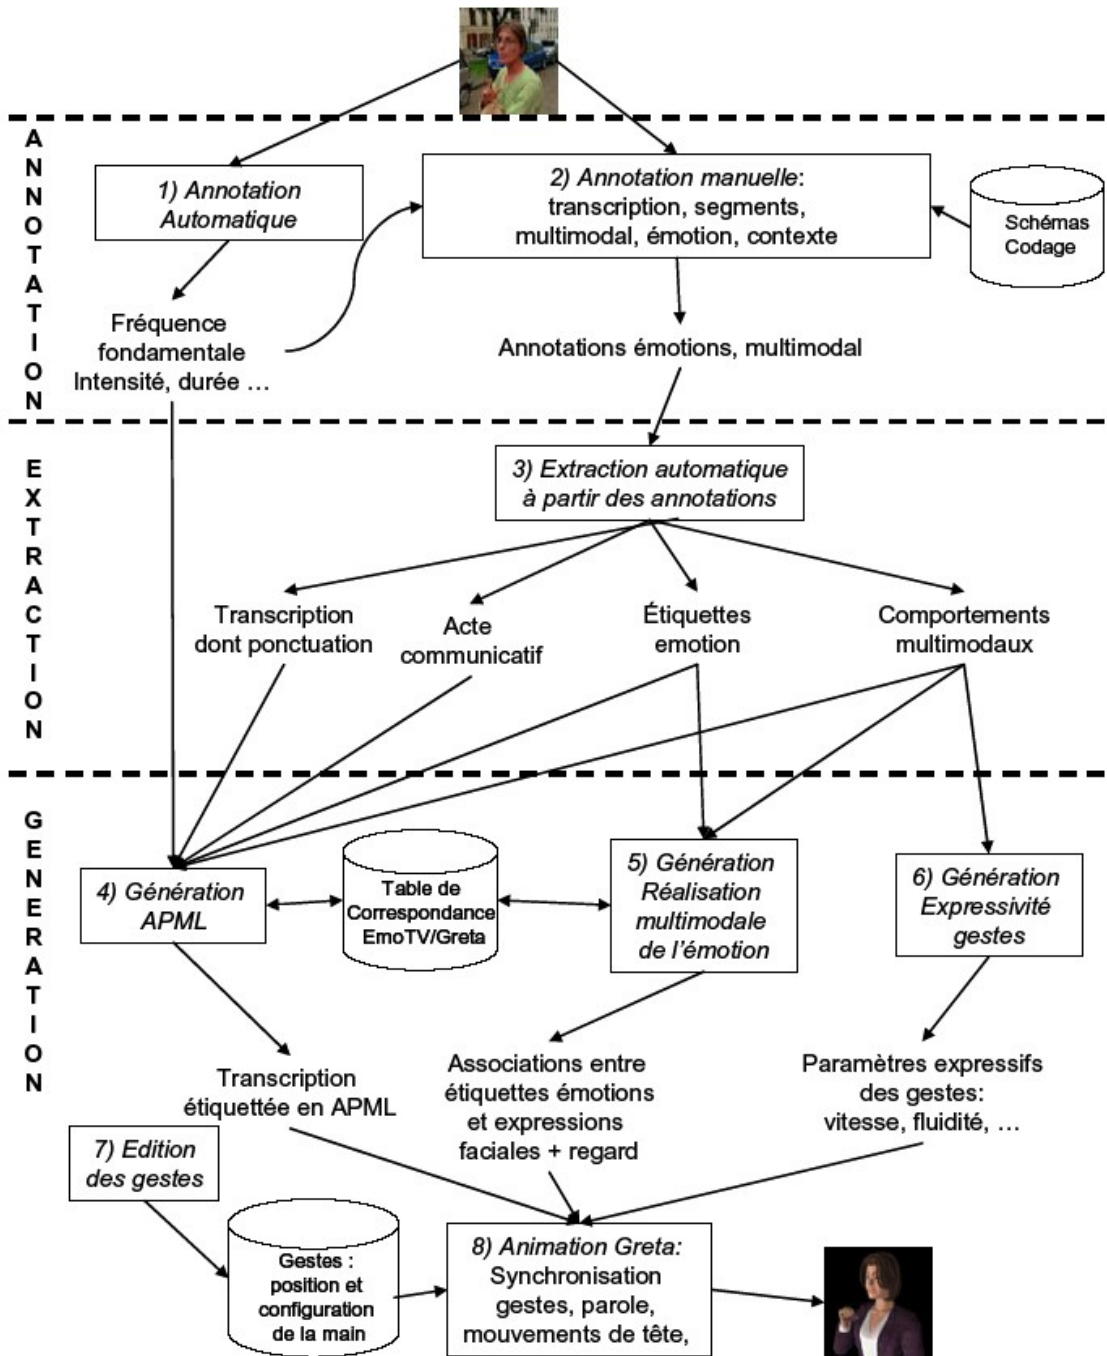 ANNOTATION
1) Annotation
Automatique
2) Annotation manuelle:
transcription, segments,
multimodal, émotion, contexte
Schémas
Codage
Fréquence
fondamentale
Intensité, durée ...
Annotations émotions, multimodal
EXTRACTION
3) Extraction automatique
à partir des annotations
Transcription
dont ponctuation
Acte
communicatif
Étiquettes
emotion
Comportements
multimodaux
GENERATION
4) Génération
APML
Table de
Correspondance
EmoTV/Greta
5) Génération
Réalisation
multimodale
de l'émotion
6) Génération
Expressivité
gestes
Transcription
étiquettée en APML
Associations entre
étiquettes émotions
et expressions
faciales + regard
Paramètres expressifs
des gestes:
vitesse, fluidité, ...
7) Edition
des gestes
Gestes :
position et
configuration
de la main
8) Animation Greta:
Synchronisation
gestes, parole,
mouvements de tête,